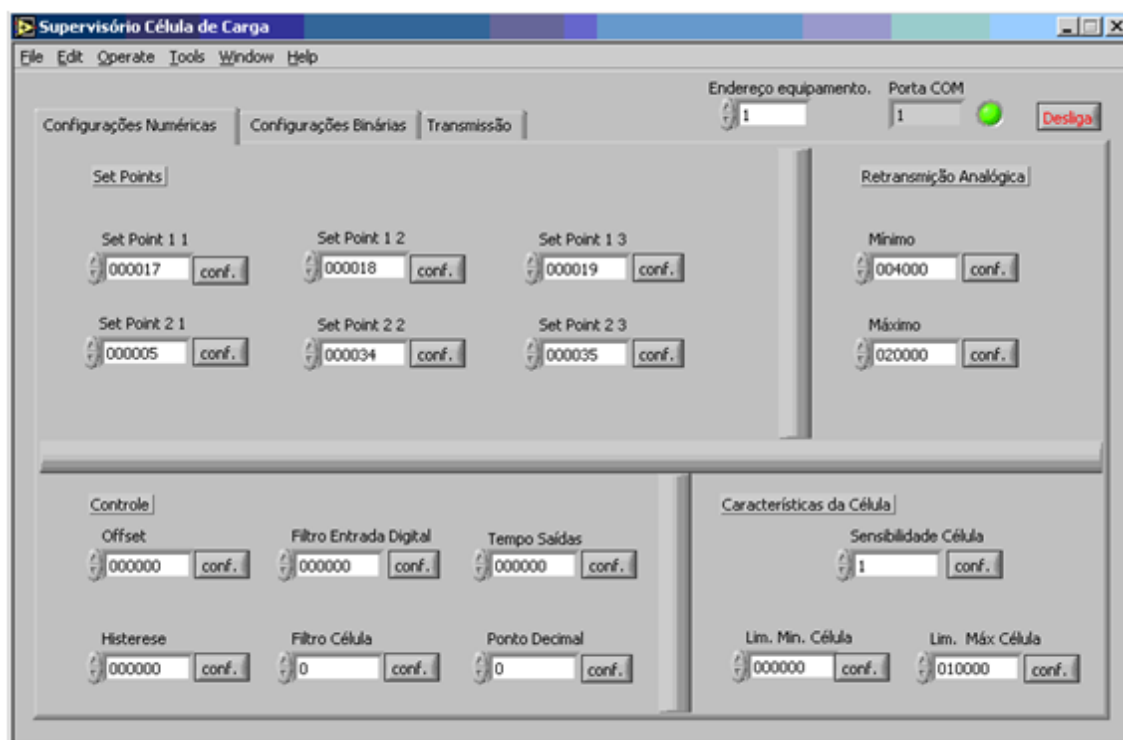 Supervisório Célula de Carga
File Edit Operate Tools Window Help
Endereço equipamento. Porta COM
1 1 Desliga
Configurações Numéricas Configurações Binárias Transmissão
Set Points Retransmição Analógica
Set Point 1 1 Set Point 1 2 Set Point 1 3 Mínimo
000017 conf. 000018 conf. 000019 conf. 004000 conf.
Set Point 2 1 Set Point 2 2 Set Point 2 3 Máximo
000005 conf. 000034 conf. 000035 conf. 020000 conf.
Controle Características da Célula
Offset Filtro Entrada Digital Tempo Saídas Sensibilidade Célula
000000 conf. 000000 conf. 000000 conf. 1 conf.
Histerese Filtro Célula Ponto Decimal Lim. Min. Célula Lim. Máx Célula
000000 conf. 0 conf. 0 conf. 000000 conf. 010000 conf.